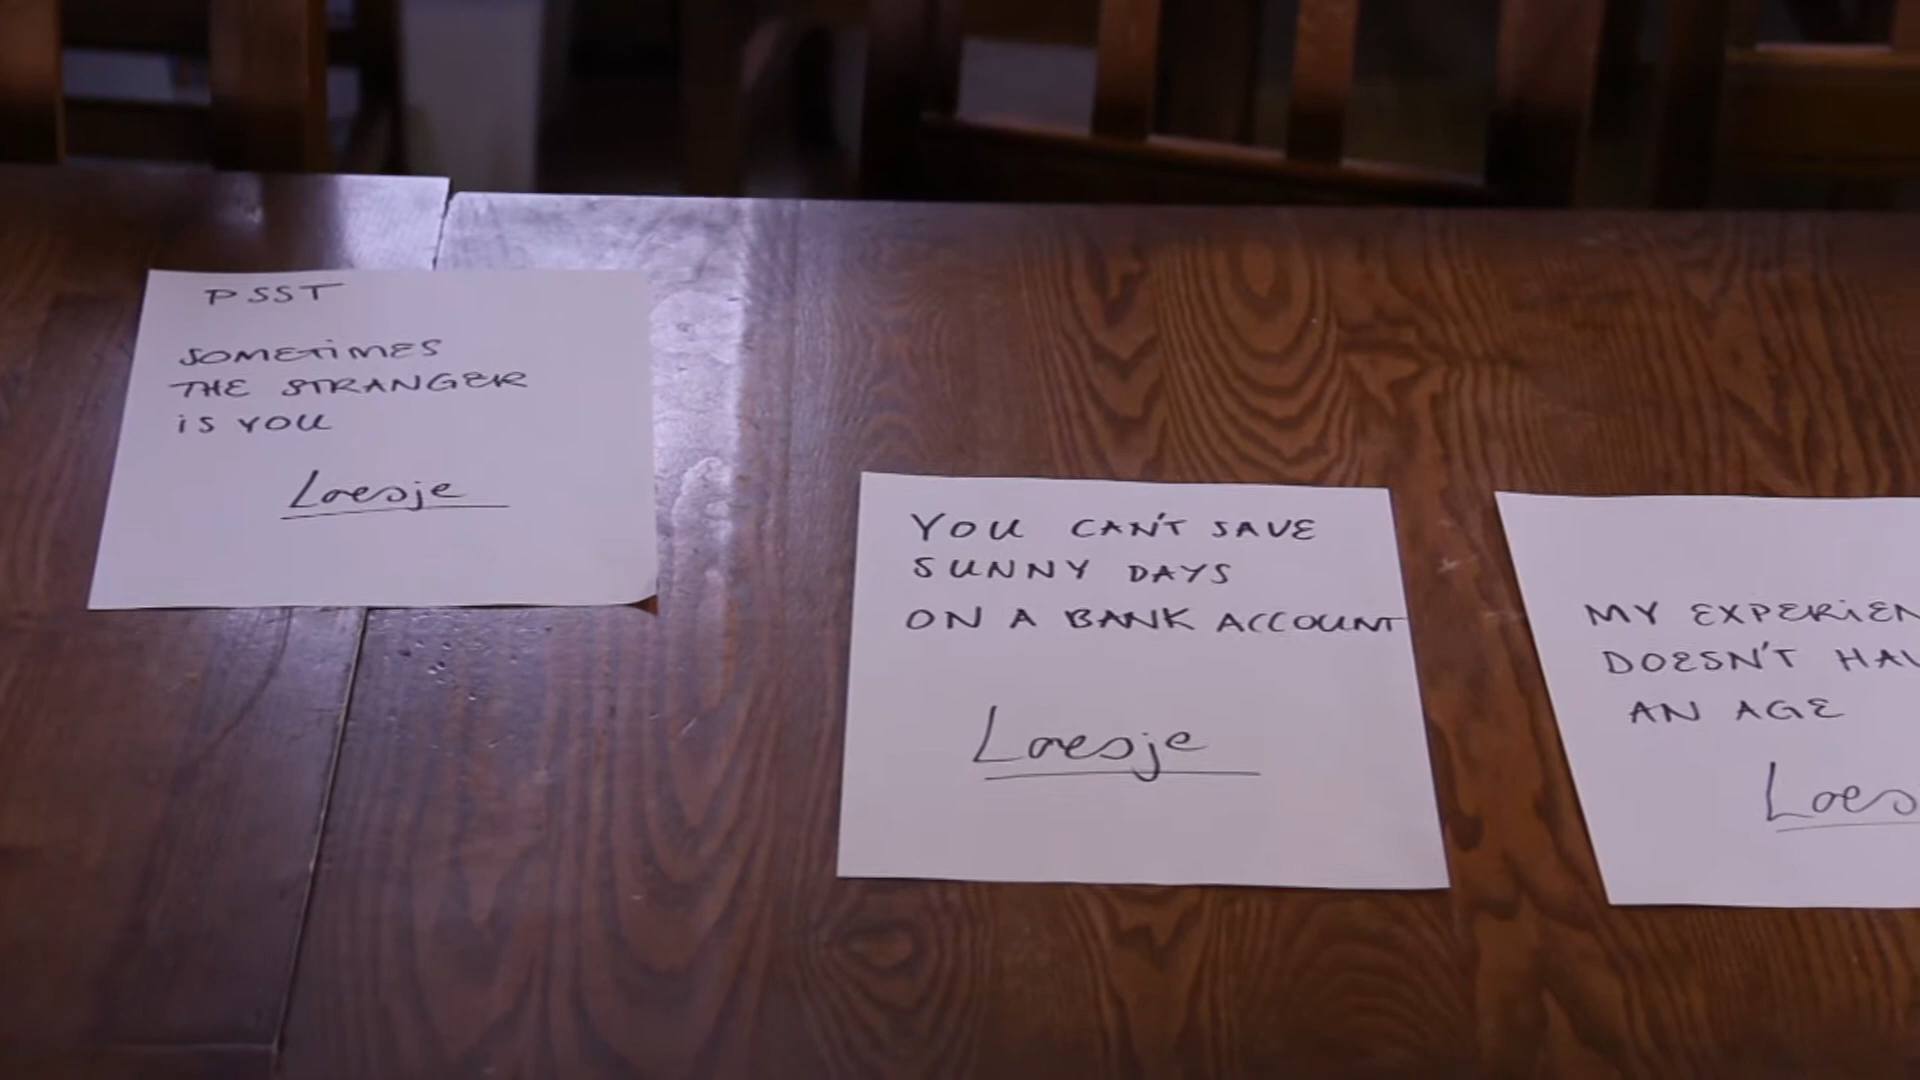 PSST
SOMETIMES
THE STRANGER
IS YOU
Loesje
YOU CAN'T SAVE
SUNNY DAYS
ON A BANK ACCOUNT
Loesje
MY
DOESN'T
AN AGE